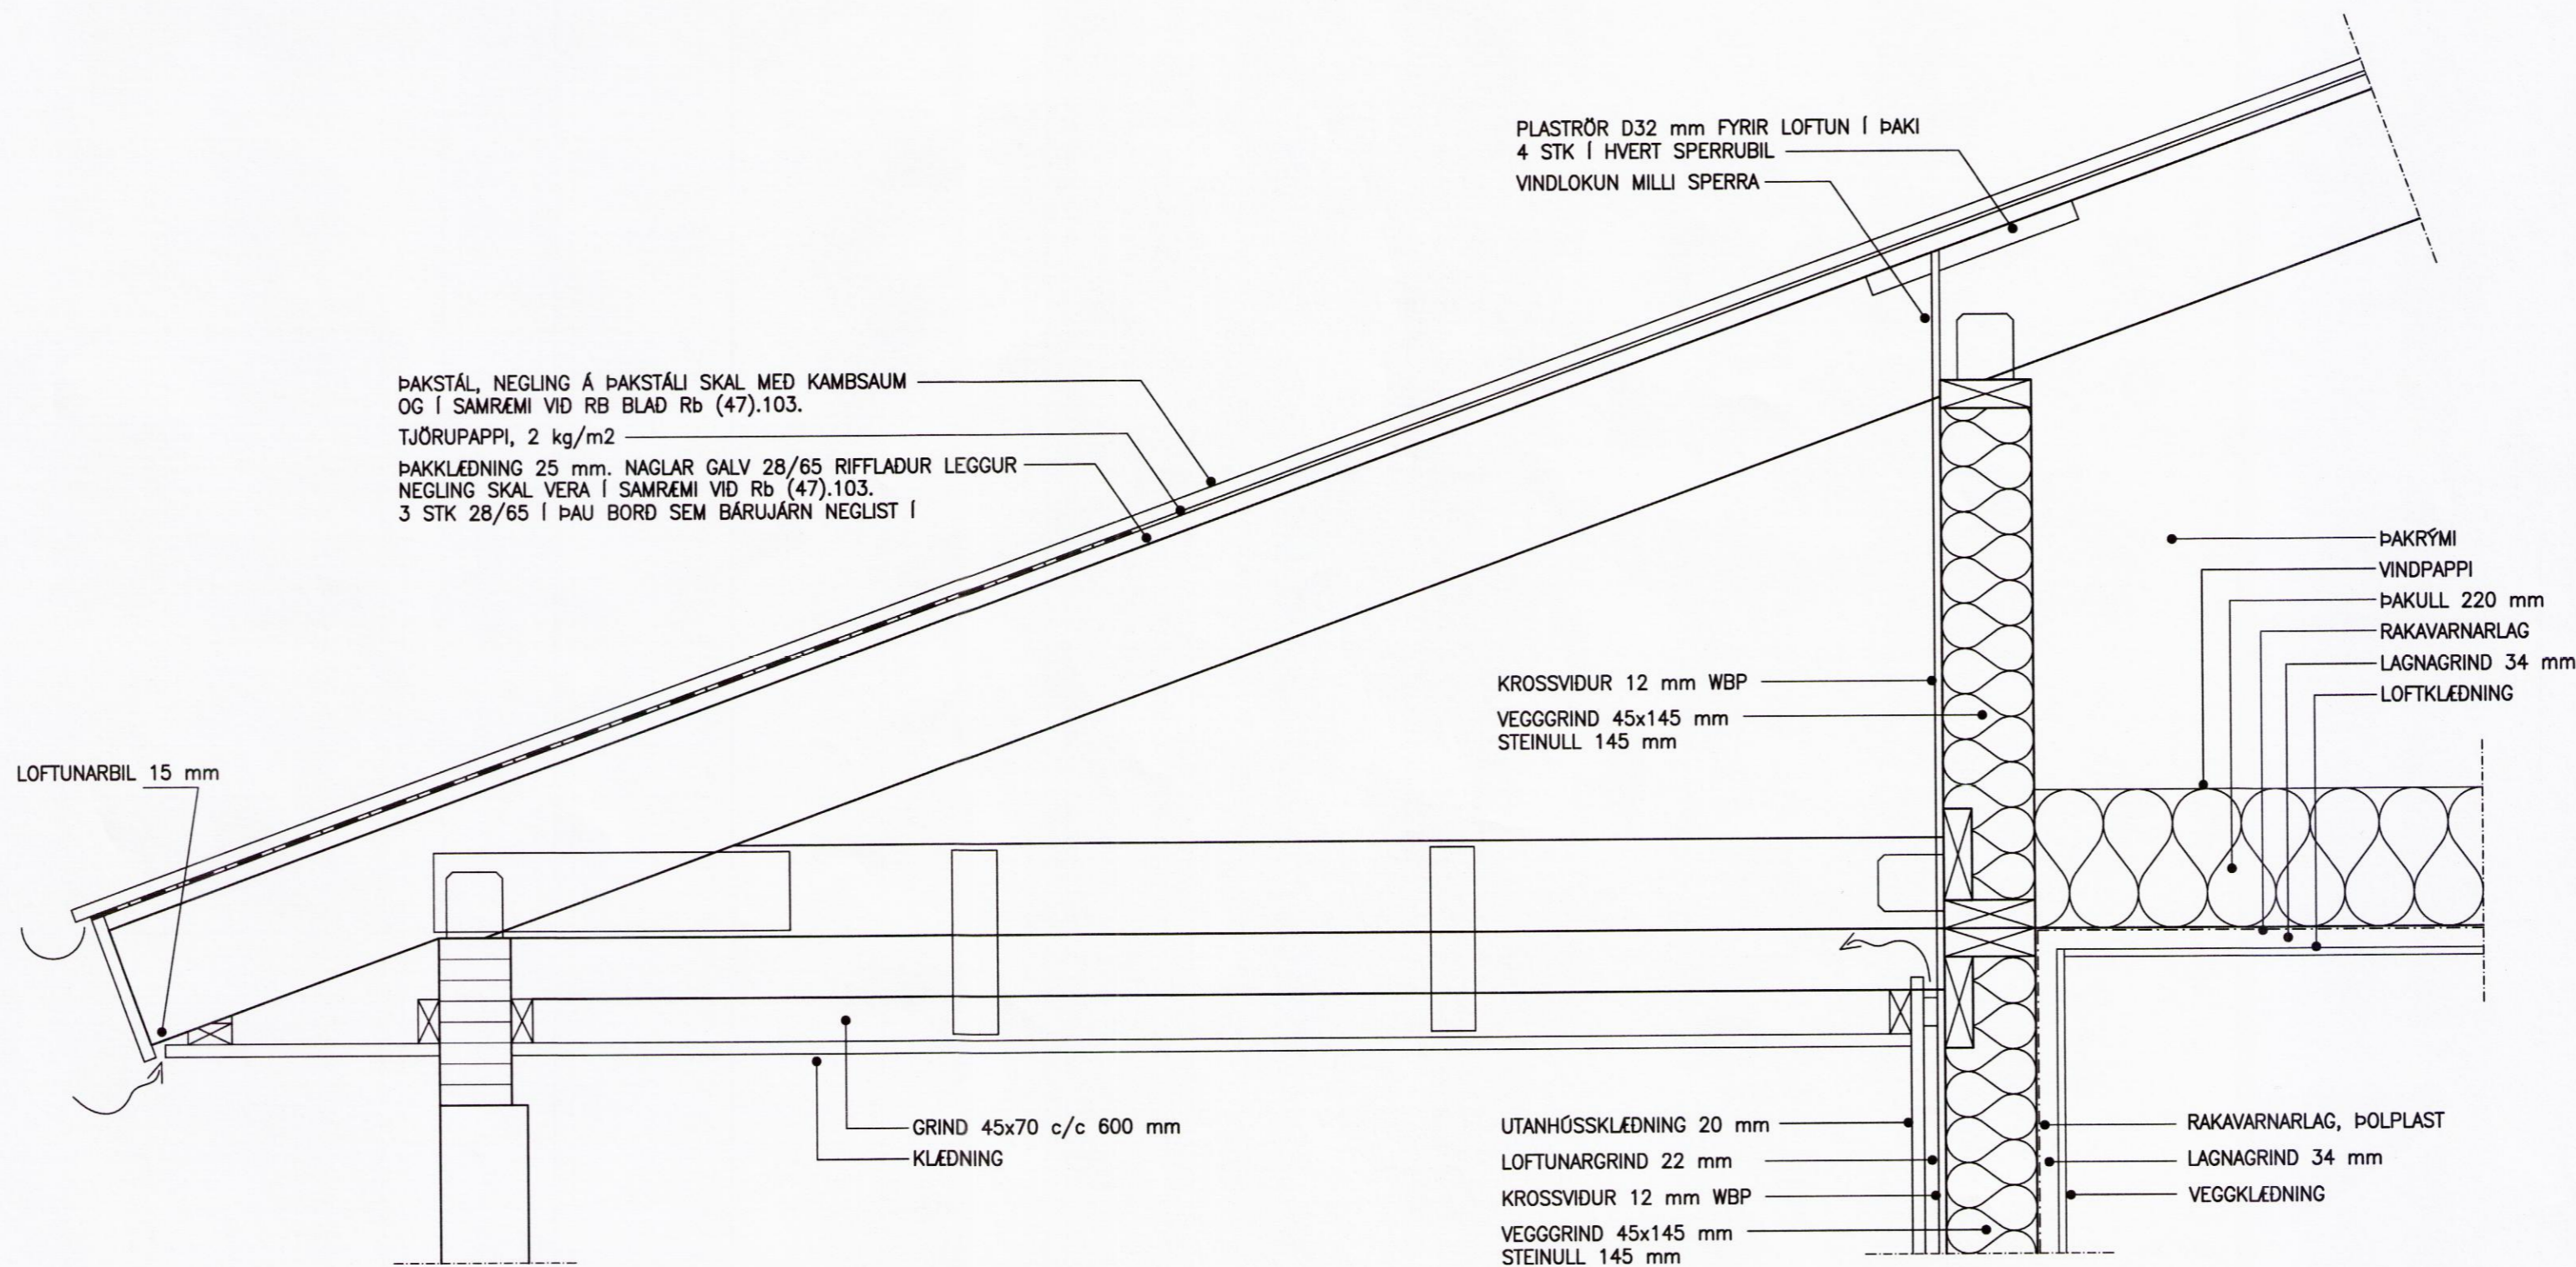 PLASTRÖR D32 mm FYRIR LOFTUN Í ÞAKI
4 STK Í HVERT SPERRUBIL
VINDLOKUN MILLI SPERRA
ÞAKSTÁL, NEGLING Á ÞAKSTÁLI SKAL MEÐ KAMBSAUM
OG Í SAMRÆMI VIÐ RB BLAÐ Rb (47).103.
TJÖRUPAPPI, 2 kg/m2
ÞAKKLÆÐNING 25 mm. NAGLAR GALV 28/65 RIFFLAÐUR LEGGUR
NEGLING SKAL VERA Í SAMRÆMI VIÐ Rb (47).103.
3 STK 28/65 Í ÞAU BORÐ SEM BÁRUJÁRN NEGLIST Í
ÞAKRÝMI
VINDPAPPI
ÞAKULL 220 mm
RAKAVARNARLAG
LAGNAGRIND 34 mm
LOFTKLÆÐNING
KROSSVIÐUR 12 mm WBP
VEGGGRIND 45x145 mm
STEINULL 145 mm
LOFTUNARBIL 15 mm
GRIND 45x70 c/c 600 mm
KLÆÐNING
UTANHÚSSKLÆÐNING 20 mm
LOFTUNARGRIND 22 mm
KROSSVIÐUR 12 mm WBP
VEGGGRIND 45x145 mm
STEINULL 145 mm
RAKAVARNARLAG, ÞOLPLAST
LAGNAGRIND 34 mm
VEGGKLÆÐNING